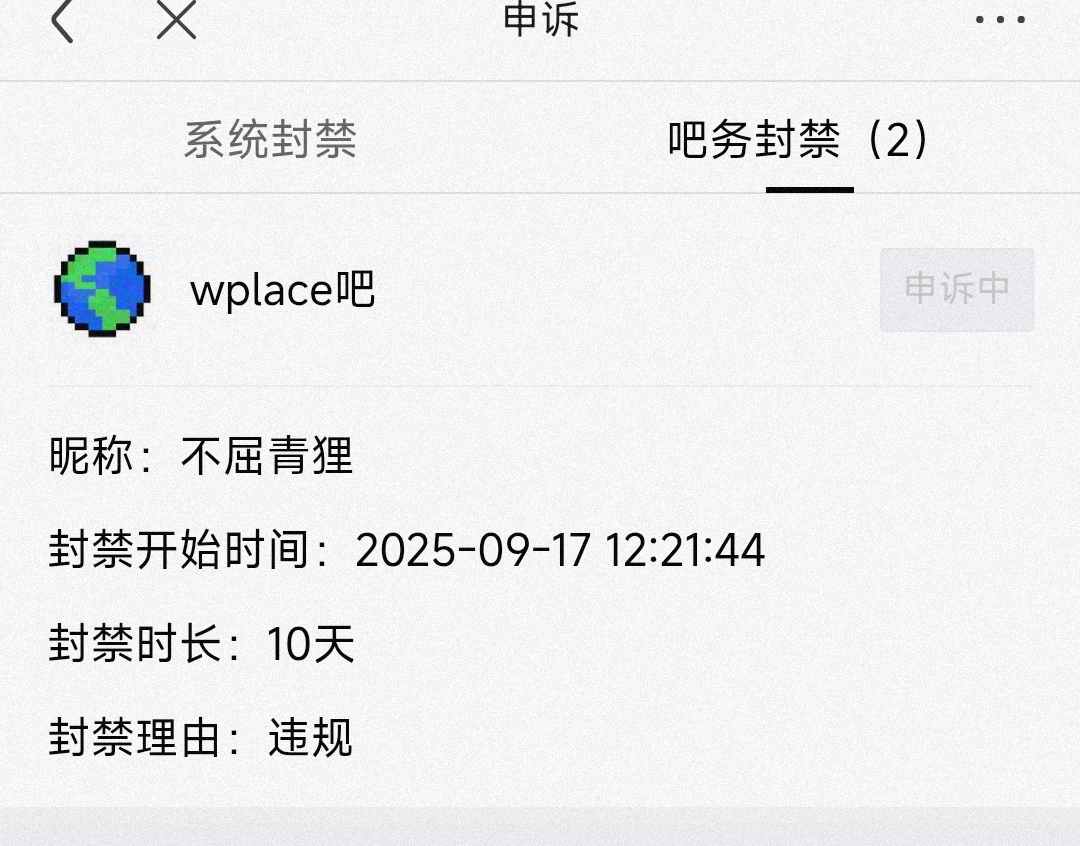 申诉
系统封禁 吧务封禁（2）
wplace吧 申诉中
昵称：不屈青狸
封禁开始时间：2025-09-17 12:21:44
封禁时长：10天
封禁理由：违规